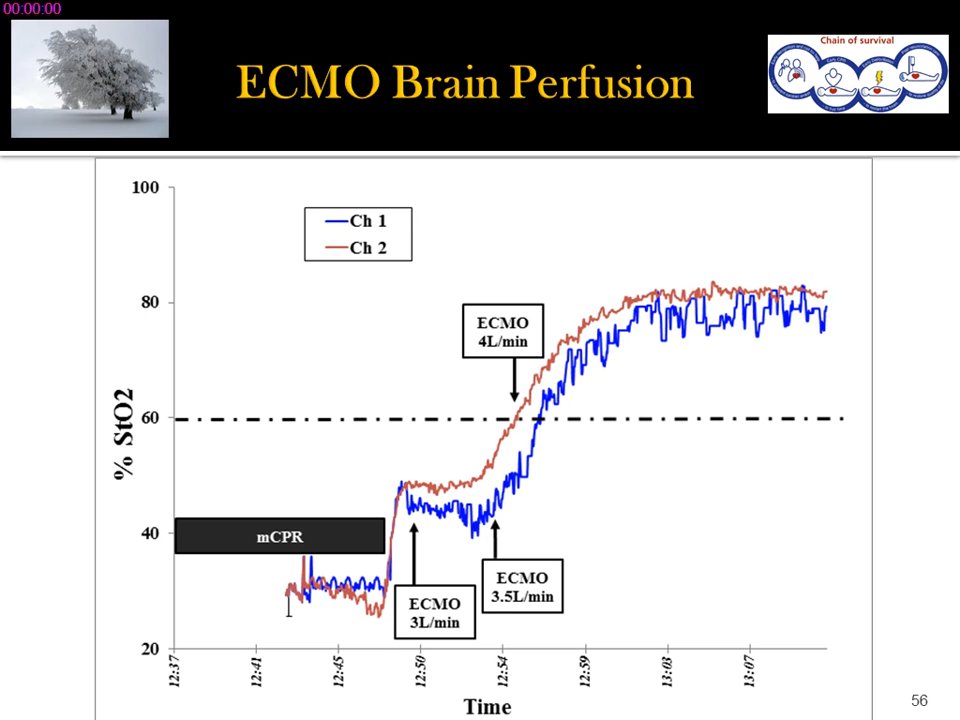 00:00:00
ECMO Brain Perfusion
Chain of survival
100
80
60
40
20
% StO2
Ch 1
Ch 2
ECMO
4L/min
mCPR
ECMO
3L/min
ECMO
3.5L/min
12:37
12:41
12:45
12:50
12:54
12:59
13:03
13:07
Time
56